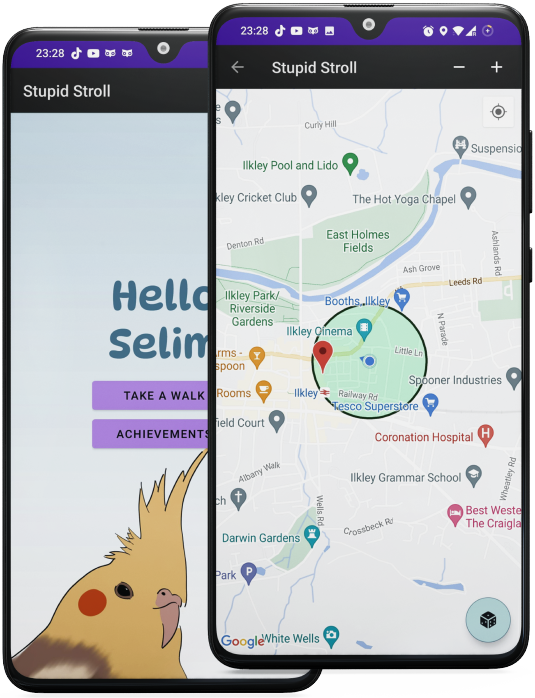 23:28
Stupid Stroll
Hello
Selim
TAKE A WALK
ACHIEVEMENTS
23:28
Stupid Stroll
Curly Hill
Suspensio
Ilkley Pool and Lido
kley Cricket Club
The Hot Yoga Chapel
East Holmes
Fields
Denton Rd
Ashlands Rd
Ash Grove
Leeds Rd
Ilkley Park/
Riverside
Gardens
Booths, Ilkley
N Parade
Ilkley Cinema
Little Ln
rms -
spoon
Spooner Industries
Rooms
Ilkley
Railway Rd
Tesco Superstore
field Court
Coronation Hospital
Albany Walk
Ilkley Grammar School
Wheatley Rd
ch
Wells Rd
Best Weste
The Craigla
Crossbeck Rd
Darwin Gardens
Park
Google
White Wells